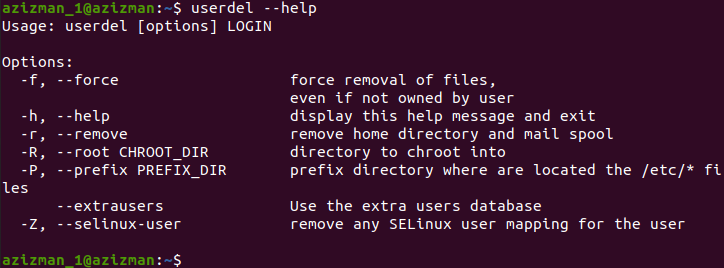 azizman_1@azizman:~$ userdel --help
Usage: userdel [options] LOGIN

Options:
  -f, --force                   force removal of files,
                                even if not owned by user
  -h, --help                    display this help message and exit
  -r, --remove                  remove home directory and mail spool
  -R, --root CHROOT_DIR         directory to chroot into
  -P, --prefix PREFIX_DIR       prefix directory where are located the /etc/* fi
les
      --extrausers              Use the extra users database
  -Z, --selinux-user            remove any SELinux user mapping for the user

azizman_1@azizman:~$